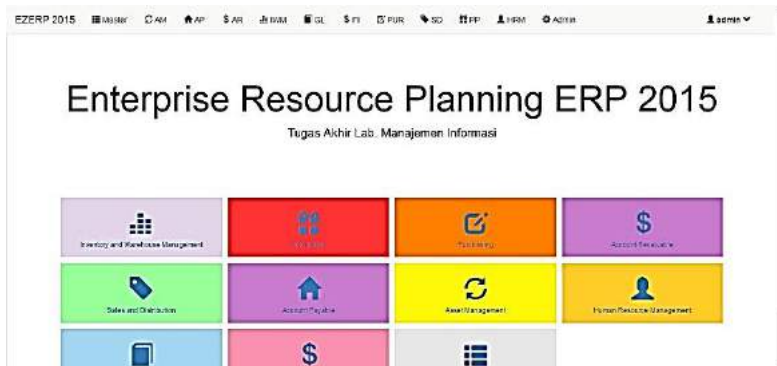 EZERP 2015 Master AM AP $ AR IWM GL $ FI PUR SD PP HRM Admin admin
Enterprise Resource Planning ERP 2015
Tugas Akhir Lab. Manajemen Informasi
Inventory and Warehouse Management
Purchasing
$
Account Receivable
Sales and Distribution
Account Payable
Asset Management
Human Resource Management
$